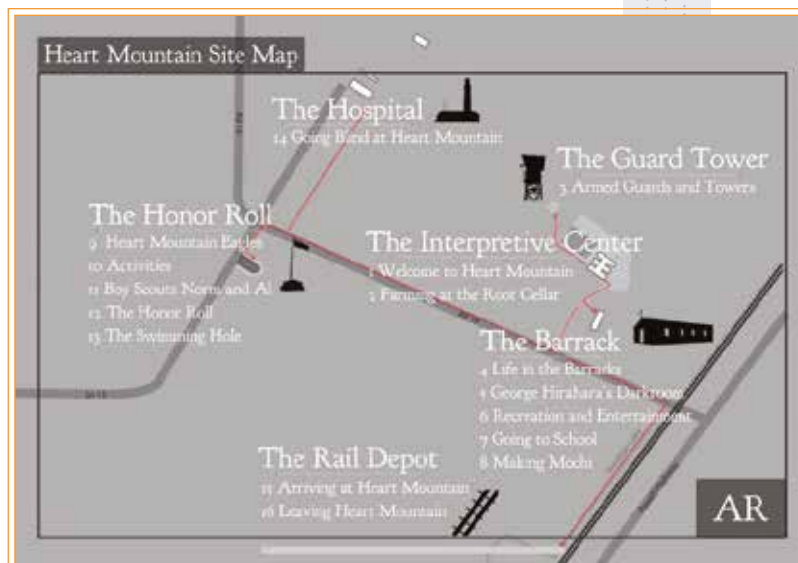 Heart Mountain Site Map
The Hospital
14 Going Blind at Heart Mountain
The Guard Tower
3 Armed Guards and Towers
The Honor Roll
9 Heart Mountain Eagles
10 Activities
11 Boy Scouts Norm and Al
12 The Honor Roll
13 The Swimming Hole
The Interpretive Center
1 Welcome to Heart Mountain
2 Farming at the Root Cellar
The Barrack
4 Life in the Barracks
5 George Hirahara's Darkroom
6 Recreation and Entertainment
7 Going to School
8 Making Mochi
The Rail Depot
15 Arriving at Heart Mountain
16 Leaving Heart Mountain
AR